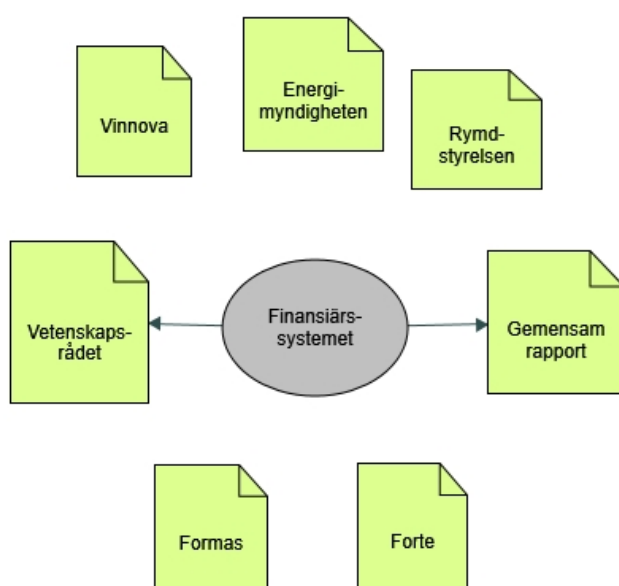 Vinnova
Energi-
myndigheten
Rymd-
styrelsen
Vetenskaps-
rådet
Finansiärs-
systemet
Gemensam
rapport
Formas
Forte